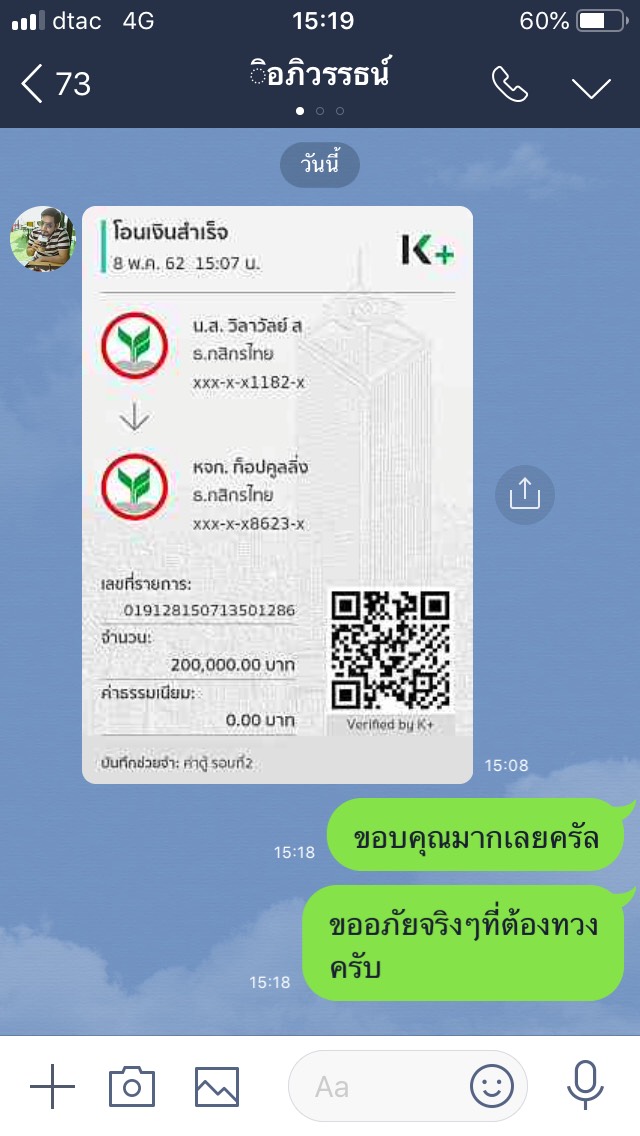 dtac 4G 15:19 60%
73 ิอภิวรรธน์
วันนี้
โอนเงินสำเร็จ
8 พ.ค. 62 15:07 น.
K+
น.ส. วิลาวัลย์ ส
ธ.กสิกรไทย
xxx-x-x1182-x
หจก. ท็อปคูลลิ่ง
ธ.กสิกรไทย
xxx-x-x8623-x
เลขที่รายการ:
019128150713501286
จำนวน:
200,000.00 บาท
ค่าธรรมเนียม:
0.00 บาท
Verified by K+
บันทึกช่วยจำ: ค่าตู้ รอบที่2
15:08
ขอบคุณมากเลยครัล
15:18
ขออภัยจริงๆที่ต้องทวง
ครับ
15:18
Aa